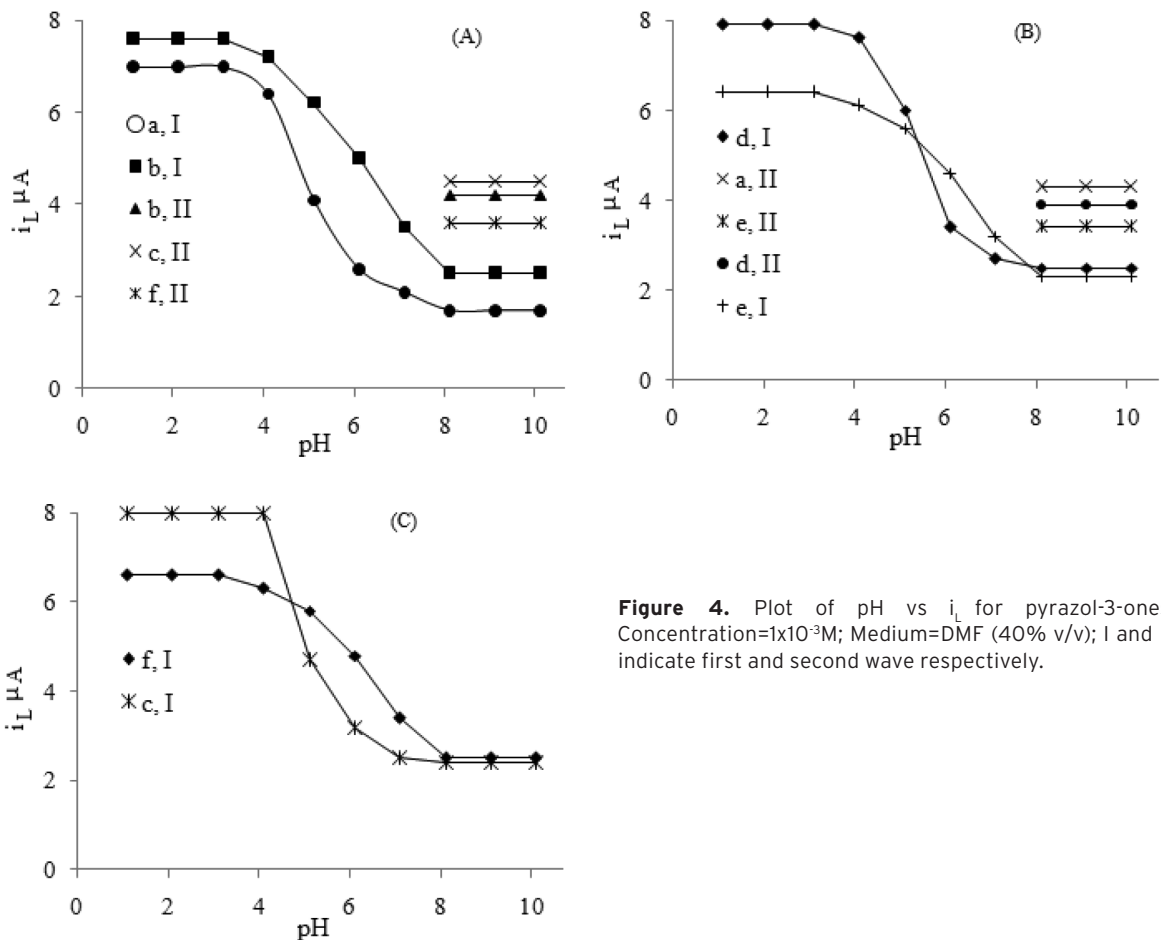 (A)
8
6
4
2
0
i_L µA
○a, I
■ b, I
▲ b, II
× c, II
∗ f, II
0 2 4 6 8 10
pH
(B)
8
6
4
2
0
i_L µA
◆ d, I
× a, II
∗ e, II
● d, II
+ e, I
0 2 4 6 8 10
pH
(C)
8
6
4
2
0
i_L µA
◆ f, I
∗ c, I
0 2 4 6 8 10
pH
Figure 4. Plot of pH vs i_L for pyrazol-3-one
Concentration=1x10⁻³M; Medium=DMF (40% v/v); I and
indicate first and second wave respectively.